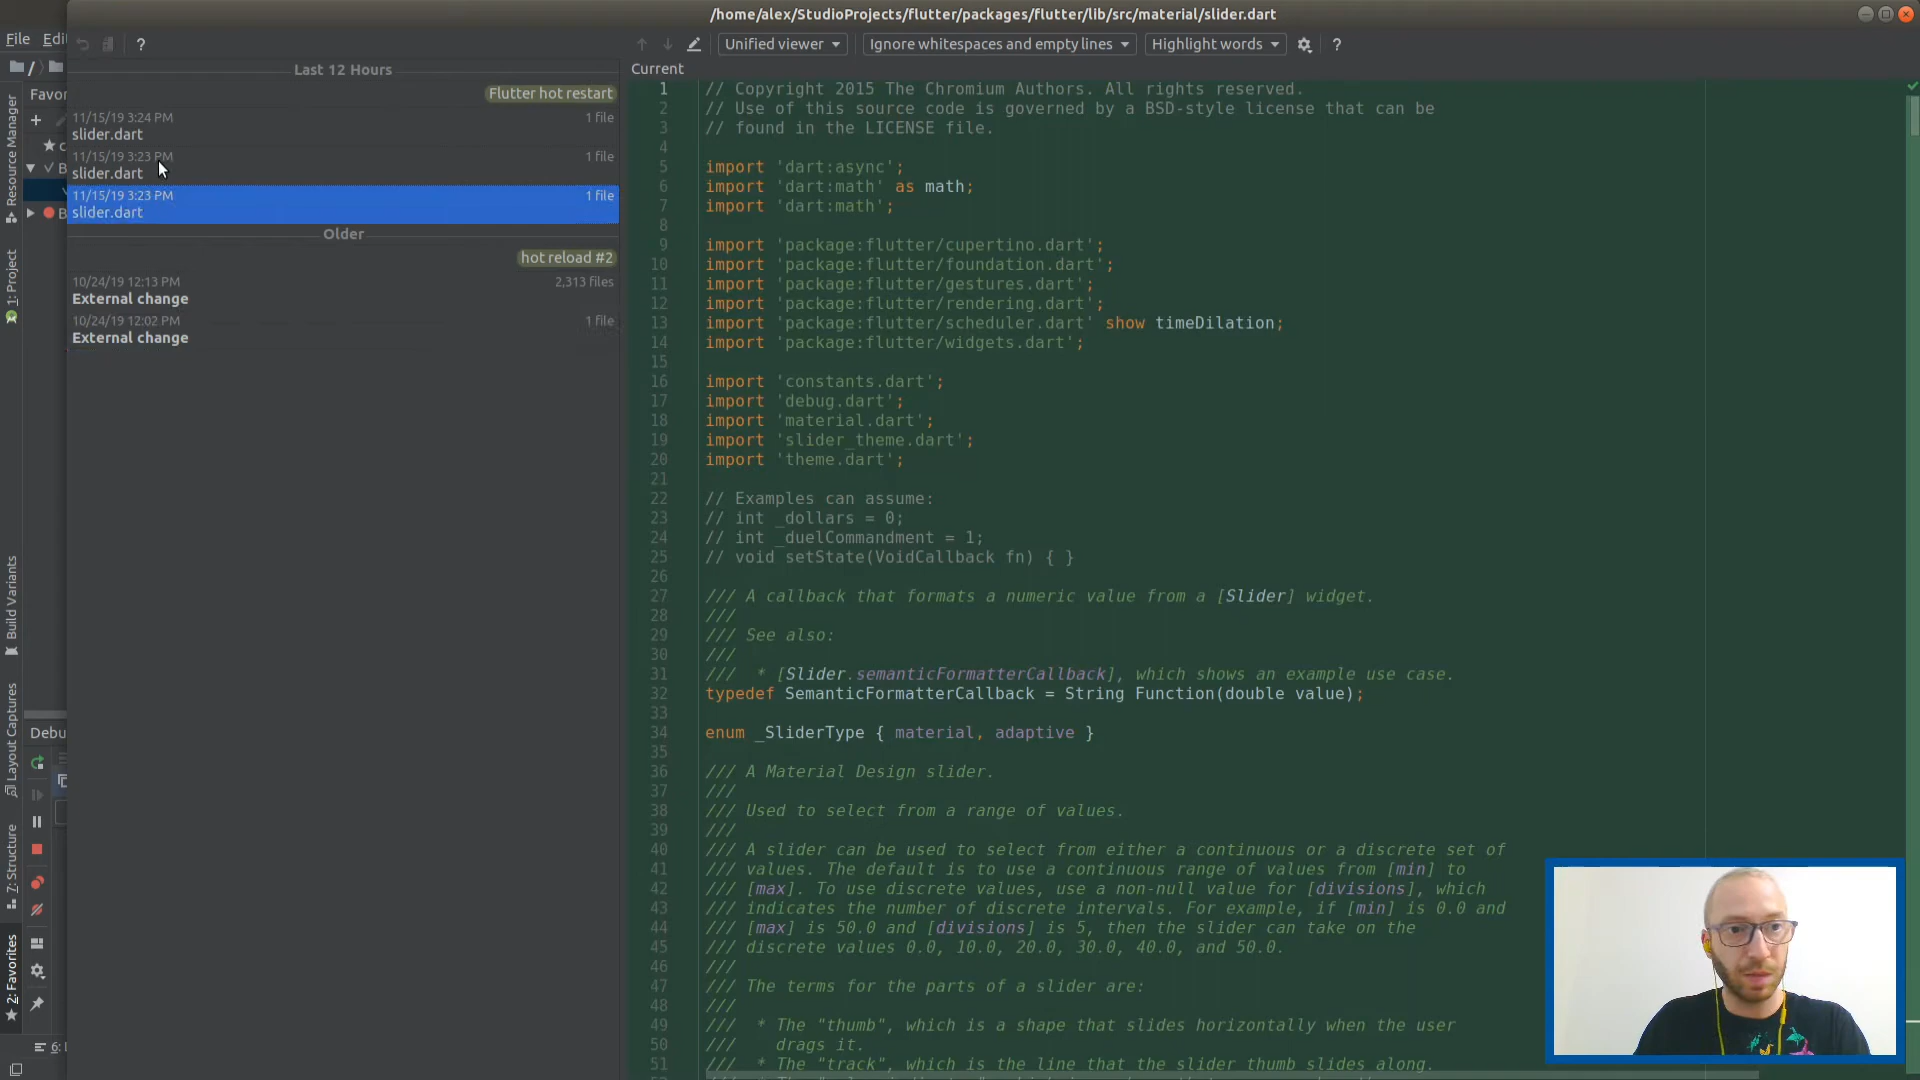 /home/alex/StudioProjects/flutter/packages/flutter/lib/src/material/slider.dart
File
Unified viewer
Ignore whitespaces and empty lines
Highlight words
?
?
Current
Last 12 Hours
Flutter hot restart
11/15/19 3:24 PM 1 file
slider.dart
11/15/19 3:23 PM 1 file
slider.dart
11/15/19 3:23 PM 1 file
slider.dart
Older
hot reload #2
10/24/19 12:13 PM 2,313 files
External change
10/24/19 12:02 PM 1 file
External change
Resource Manager
1: Project
Build Variants
Layout Captures
7: Structure
2: Favorites
1 // Copyright 2015 The Chromium Authors. All rights reserved.
2 // Use of this source code is governed by a BSD-style license that can be
3 // found in the LICENSE file.
4
5 import 'dart:async';
6 import 'dart:math' as math;
7 import 'dart:math';
8
9 import 'package:flutter/cupertino.dart';
10 import 'package:flutter/foundation.dart';
11 import 'package:flutter/gestures.dart';
12 import 'package:flutter/rendering.dart';
13 import 'package:flutter/scheduler.dart' show timeDilation;
14 import 'package:flutter/widgets.dart';
15
16 import 'constants.dart';
17 import 'debug.dart';
18 import 'material.dart';
19 import 'slider_theme.dart';
20 import 'theme.dart';
21
22 // Examples can assume:
23 // int _dollars = 0;
24 // int _duelCommandment = 1;
25 // void setState(VoidCallback fn) { }
26
27 /// A callback that formats a numeric value from a [Slider] widget.
28 ///
29 /// See also:
30 ///
31 ///  * [Slider.semanticFormatterCallback], which shows an example use case.
32 typedef SemanticFormatterCallback = String Function(double value);
33
34 enum _SliderType { material, adaptive }
35
36 /// A Material Design slider.
37 ///
38 /// Used to select from a range of values.
39 ///
40 /// A slider can be used to select from either a continuous or a discrete set of
41 /// values. The default is to use a continuous range of values from [min] to
42 /// [max]. To use discrete values, use a non-null value for [divisions], which
43 /// indicates the number of discrete intervals. For example, if [min] is 0.0 and
44 /// [max] is 50.0 and [divisions] is 5, then the slider can take on the
45 /// discrete values 0.0, 10.0, 20.0, 30.0, 40.0, and 50.0.
46 ///
47 /// The terms for the parts of a slider are:
48 ///
49 ///  * The "thumb", which is a shape that slides horizontally when the user
50 ///    drags it.
51 ///  * The "track", which is the line that the slider thumb slides along.